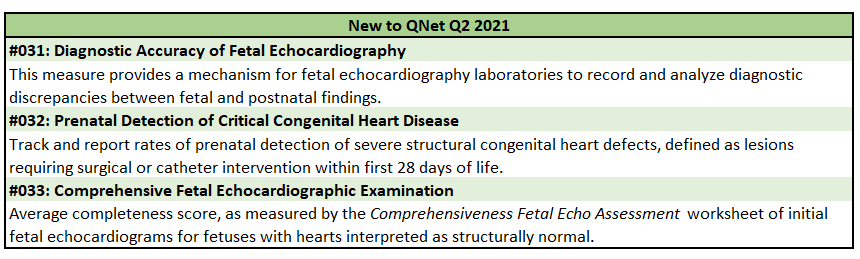 New to QNet Q2 2021
#031: Diagnostic Accuracy of Fetal Echocardiography
This measure provides a mechanism for fetal echocardiography laboratories to record and analyze diagnostic
discrepancies between fetal and postnatal findings.
#032: Prenatal Detection of Critical Congenital Heart Disease
Track and report rates of prenatal detection of severe structural congenital heart defects, defined as lesions
requiring surgical or catheter intervention within first 28 days of life.
#033: Comprehensive Fetal Echocardiographic Examination
Average completeness score, as measured by the Comprehensiveness Fetal Echo Assessment worksheet of initial
fetal echocardiograms for fetuses with hearts interpreted as structurally normal.